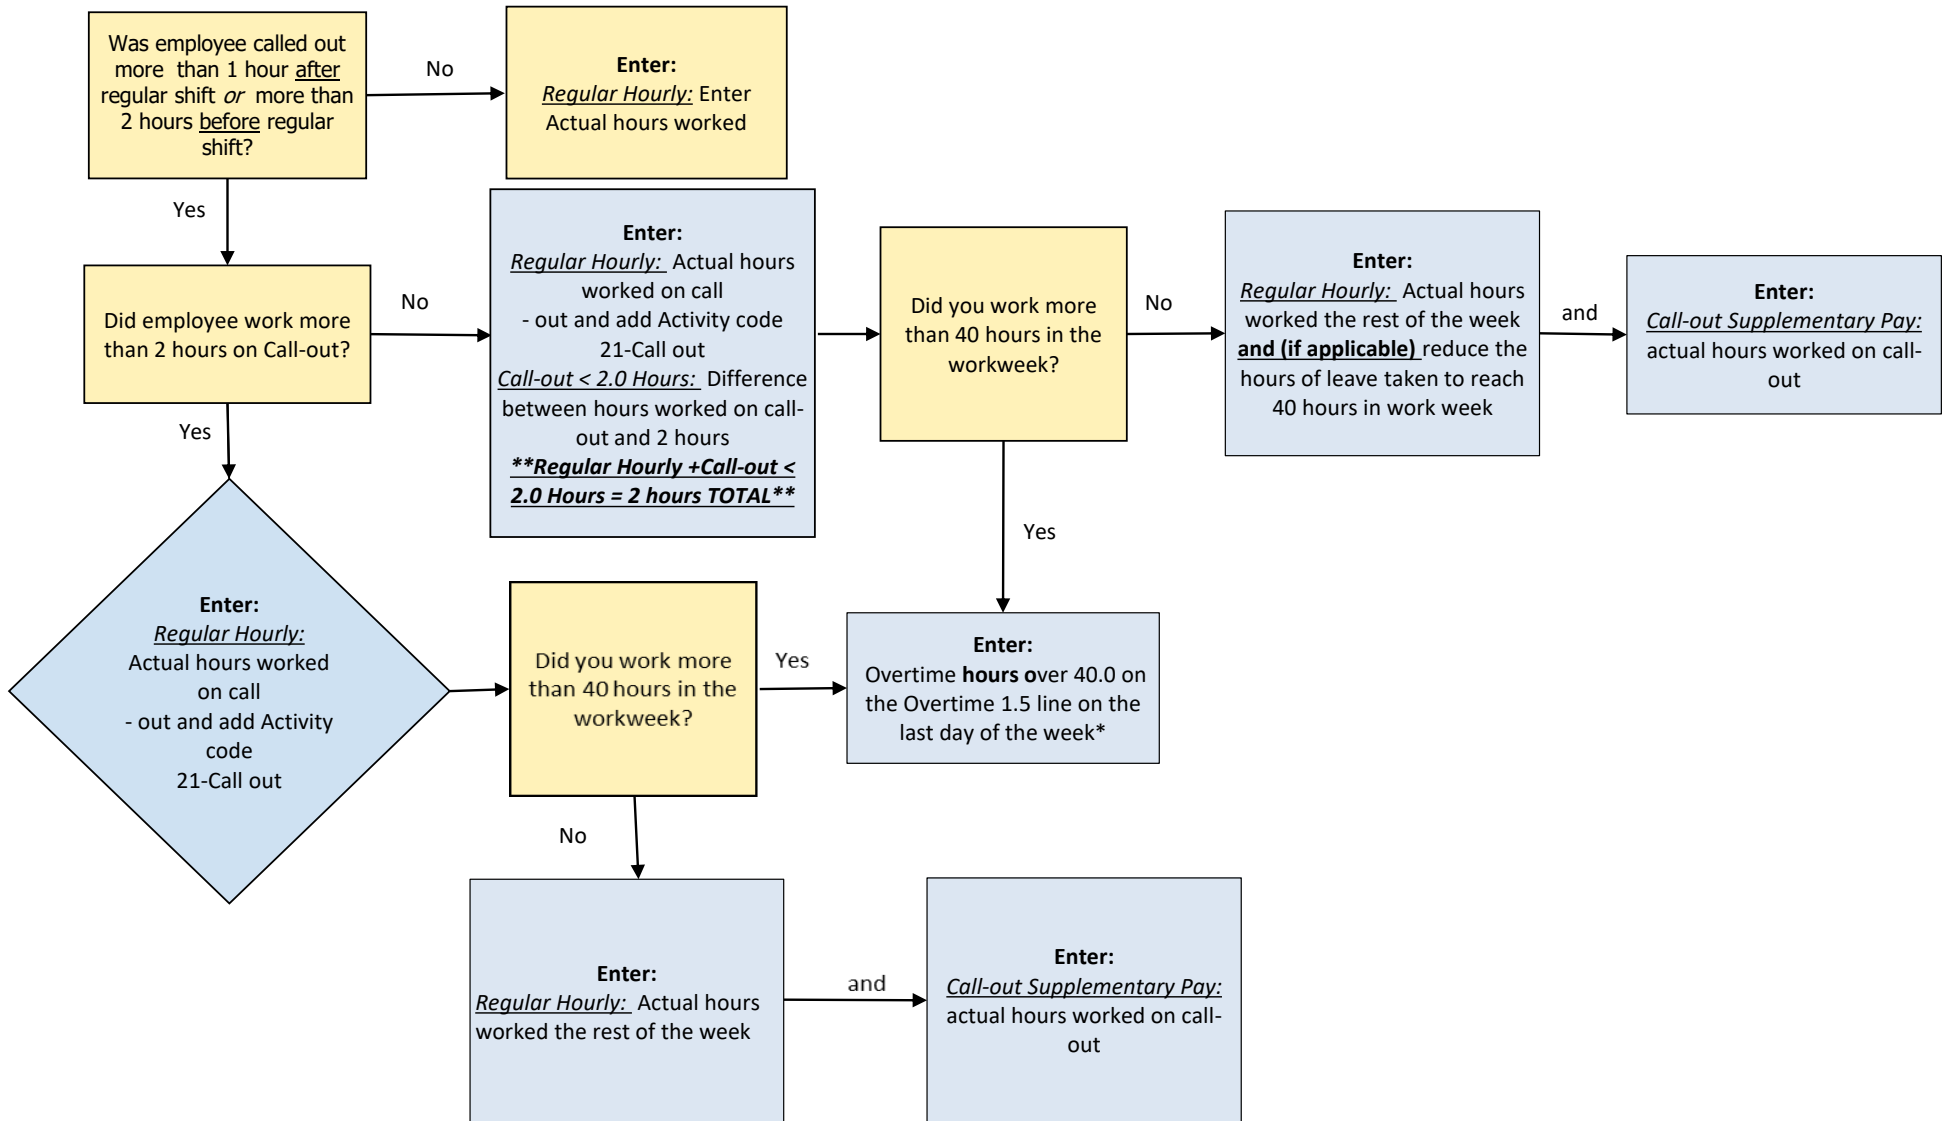 Was employee called out
more than 1 hour after
regular shift or more than
2 hours before regular
shift?
No
Enter:
Regular Hourly: Enter
Actual hours worked
Yes
Did employee work more
than 2 hours on Call-out?
No
Enter:
Regular Hourly: Actual hours
worked on call
- out and add Activity code
21-Call out
Call-out < 2.0 Hours: Difference
between hours worked on call-
out and 2 hours
**Regular Hourly +Call-out <
2.0 Hours = 2 hours TOTAL**
Did you work more
than 40 hours in the
workweek?
No
Enter:
Regular Hourly: Actual hours
worked the rest of the week
and (if applicable) reduce the
hours of leave taken to reach
40 hours in work week
and
Enter:
Call-out Supplementary Pay:
actual hours worked on call-
out
Yes
Yes
Enter:
Regular Hourly:
Actual hours worked
on call
- out and add Activity
code
21-Call out
Did you work more
than 40 hours in the
workweek?
Yes
Enter:
Overtime hours over 40.0 on
the Overtime 1.5 line on the
last day of the week*
No
Enter:
Regular Hourly: Actual hours
worked the rest of the week
and
Enter:
Call-out Supplementary Pay:
actual hours worked on call-
out